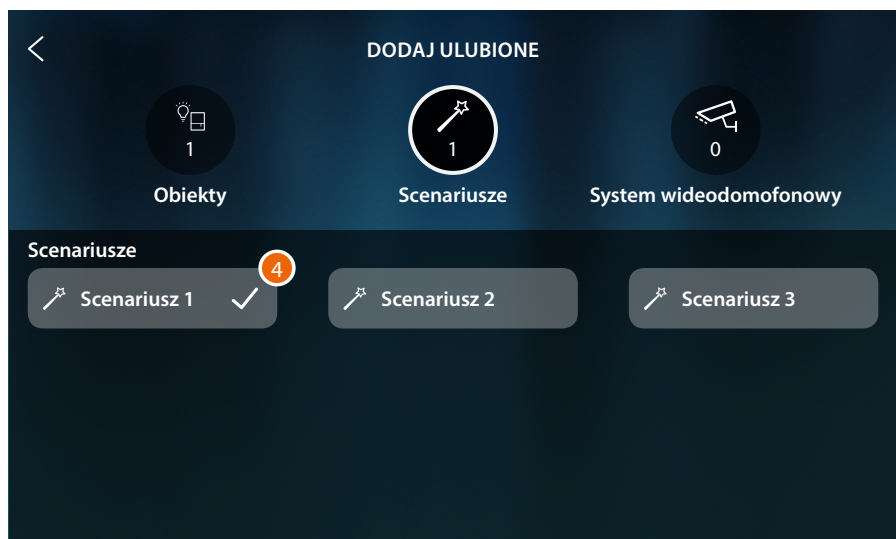 DODAJ ULUBIONE
1
1
0
Obiekty
Scenariusze
System wideodomofonowy
Scenariusze
4
Scenariusz 1
Scenariusz 2
Scenariusz 3